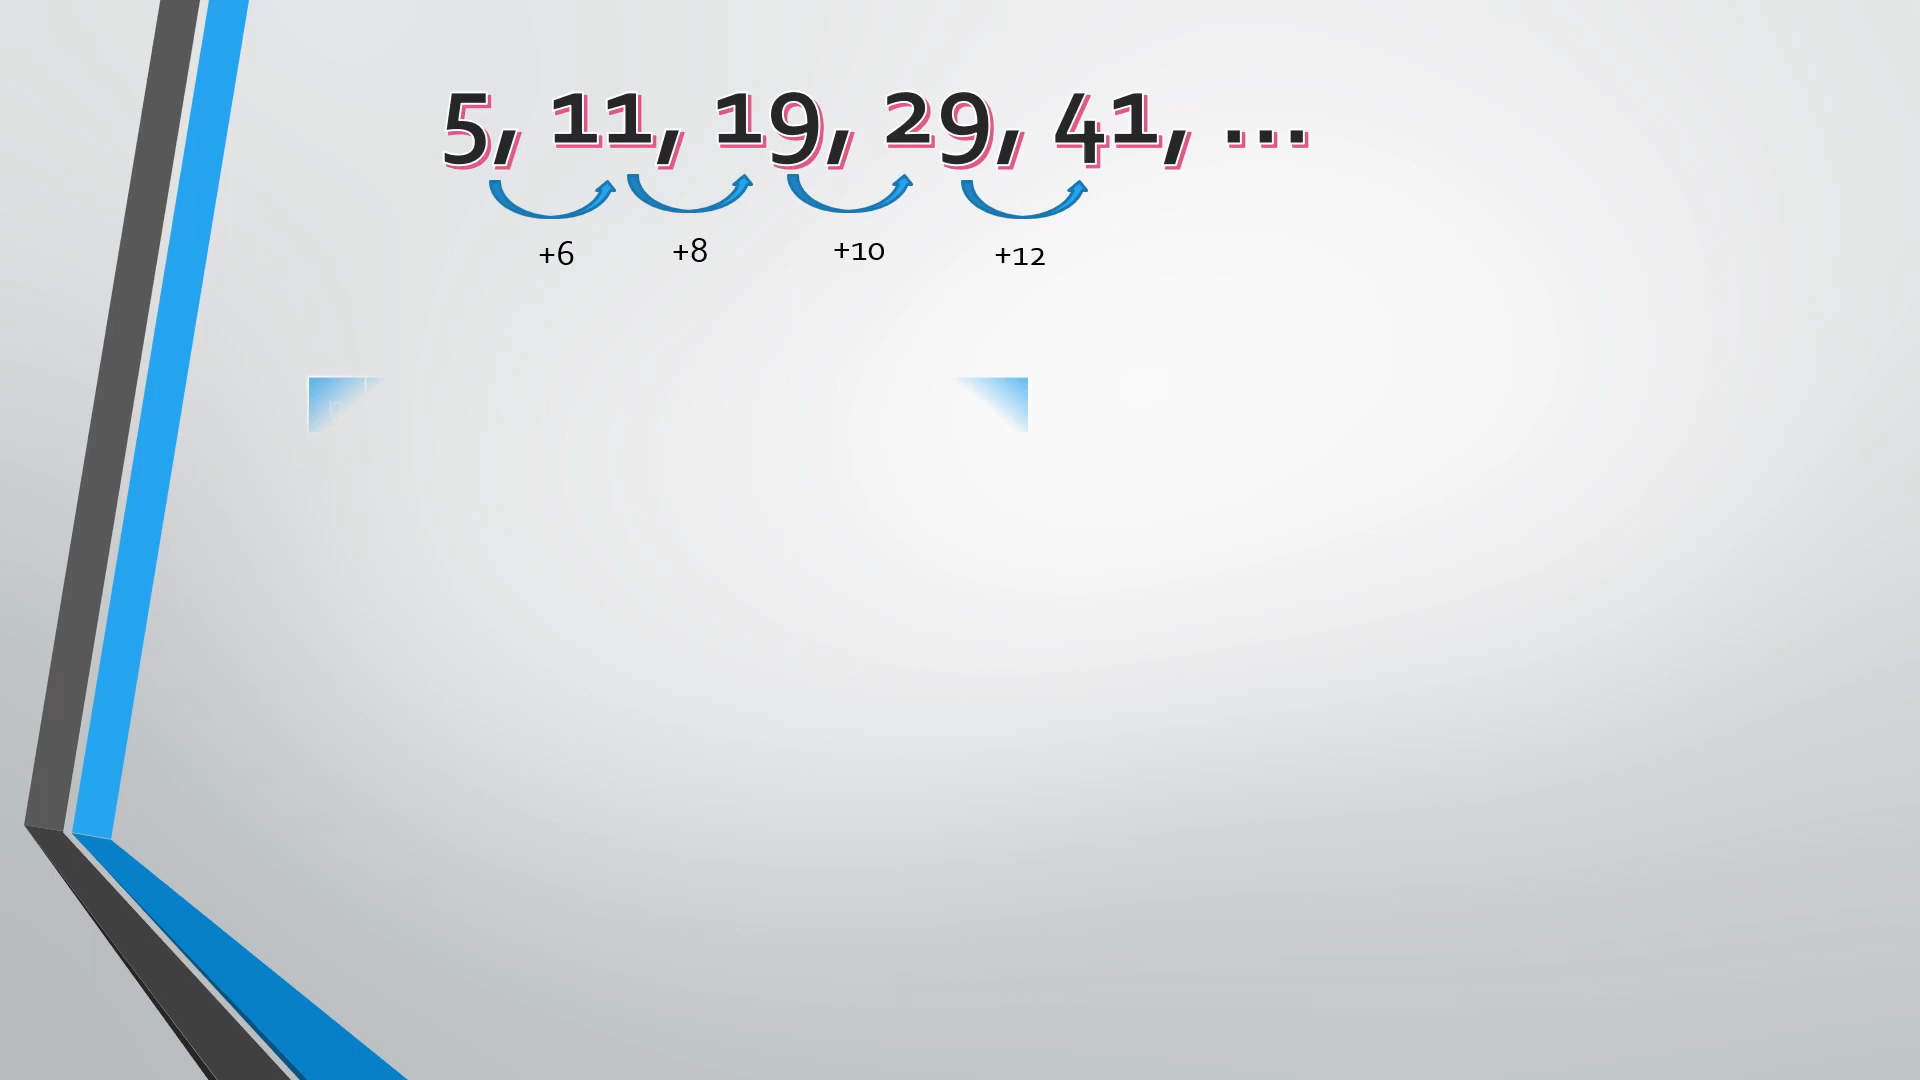 5, 11, 19, 29, 41, ...
+6 +8 +10 +12